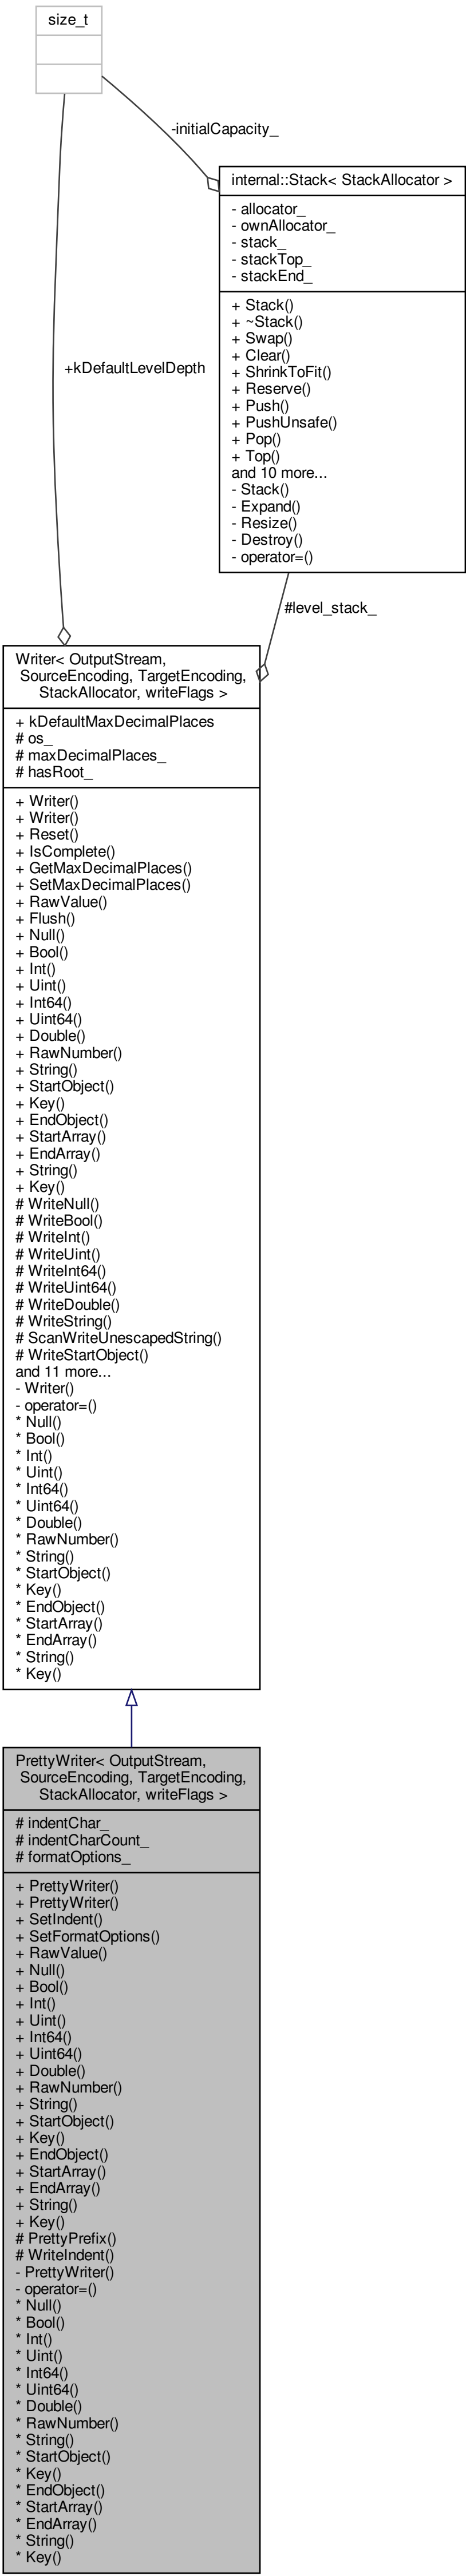 size_t
-initialCapacity_
internal::Stack< StackAllocator >
- allocator_
- ownAllocator_
- stack_
- stackTop_
- stackEnd_
+ Stack()
+ ~Stack()
+ Swap()
+ Clear()
+ ShrinkToFit()
+ Reserve()
+ Push()
+ PushUnsafe()
+ Pop()
+ Top()
and 10 more...
- Stack()
- Expand()
- Resize()
- Destroy()
- operator=()
+kDefaultLevelDepth
#level_stack_
Writer< OutputStream,
SourceEncoding, TargetEncoding,
StackAllocator, writeFlags >
+ kDefaultMaxDecimalPlaces
# os_
# maxDecimalPlaces_
# hasRoot_
+ Writer()
+ Writer()
+ Reset()
+ IsComplete()
+ GetMaxDecimalPlaces()
+ SetMaxDecimalPlaces()
+ RawValue()
+ Flush()
+ Null()
+ Bool()
+ Int()
+ Uint()
+ Int64()
+ Uint64()
+ Double()
+ RawNumber()
+ String()
+ StartObject()
+ Key()
+ EndObject()
+ StartArray()
+ EndArray()
+ String()
+ Key()
# WriteNull()
# WriteBool()
# WriteInt()
# WriteUint()
# WriteInt64()
# WriteUint64()
# WriteDouble()
# WriteString()
# ScanWriteUnescapedString()
# WriteStartObject()
and 11 more...
- Writer()
- operator=()
* Null()
* Bool()
* Int()
* Uint()
* Int64()
* Uint64()
* Double()
* RawNumber()
* String()
* StartObject()
* Key()
* EndObject()
* StartArray()
* EndArray()
* String()
* Key()
PrettyWriter< OutputStream,
SourceEncoding, TargetEncoding,
StackAllocator, writeFlags >
# indentChar_
# indentCharCount_
# formatOptions_
+ PrettyWriter()
+ PrettyWriter()
+ SetIndent()
+ SetFormatOptions()
+ RawValue()
+ Null()
+ Bool()
+ Int()
+ Uint()
+ Int64()
+ Uint64()
+ Double()
+ RawNumber()
+ String()
+ StartObject()
+ Key()
+ EndObject()
+ StartArray()
+ EndArray()
+ String()
+ Key()
# PrettyPrefix()
# WriteIndent()
- PrettyWriter()
- operator=()
* Null()
* Bool()
* Int()
* Uint()
* Int64()
* Uint64()
* Double()
* RawNumber()
* String()
* StartObject()
* Key()
* EndObject()
* StartArray()
* EndArray()
* String()
* Key()